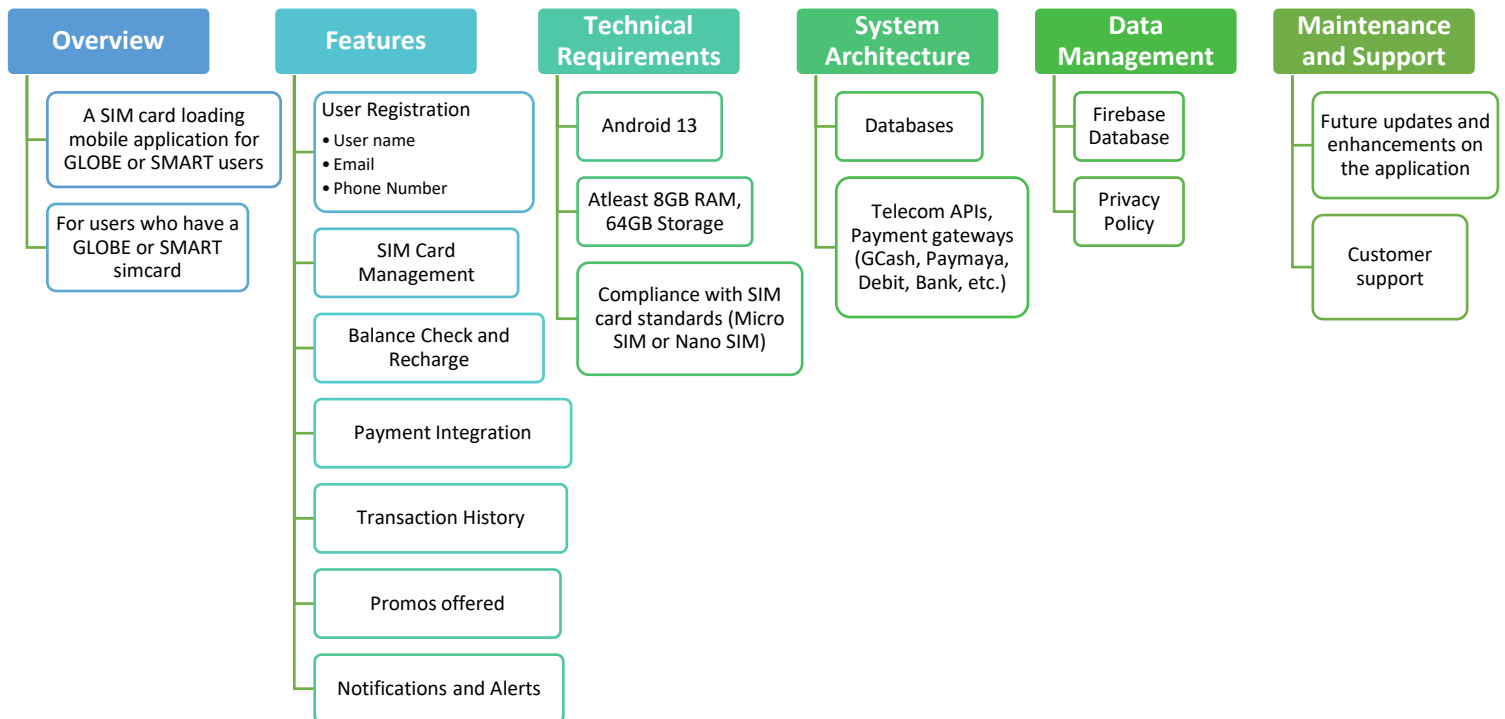 Overview
A SIM card loading
mobile application for
GLOBE or SMART users
For users who have a
GLOBE or SMART
simcard
Features
User Registration
• User name
• Email
• Phone Number
SIM Card
Management
Balance Check and
Recharge
Payment Integration
Transaction History
Promos offered
Notifications and Alerts
Technical
Requirements
Android 13
Atleast 8GB RAM,
64GB Storage
Compliance with SIM
card standards (Micro
SIM or Nano SIM)
System
Architecture
Databases
Telecom APIs,
Payment gateways
(GCash, Paymaya,
Debit, Bank, etc.)
Data
Management
Firebase
Database
Privacy
Policy
Maintenance
and Support
Future updates and
enhancements on
the application
Customer
support